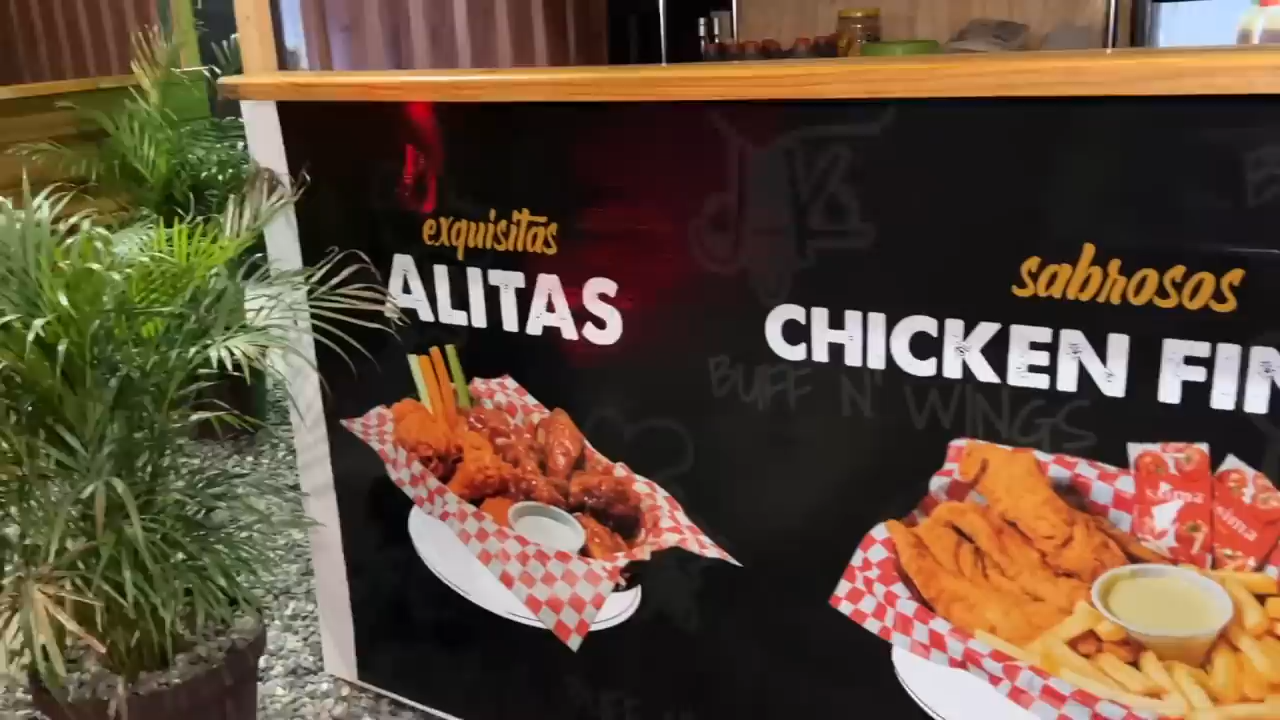 exquisitas
ALITAS
sabrosos
CHICKEN FIN
BUFF N' WINGS